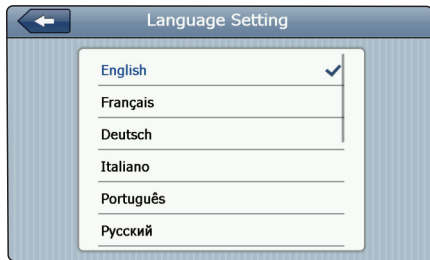 Language Setting
English
Français
Deutsch
Italiano
Português
Русский